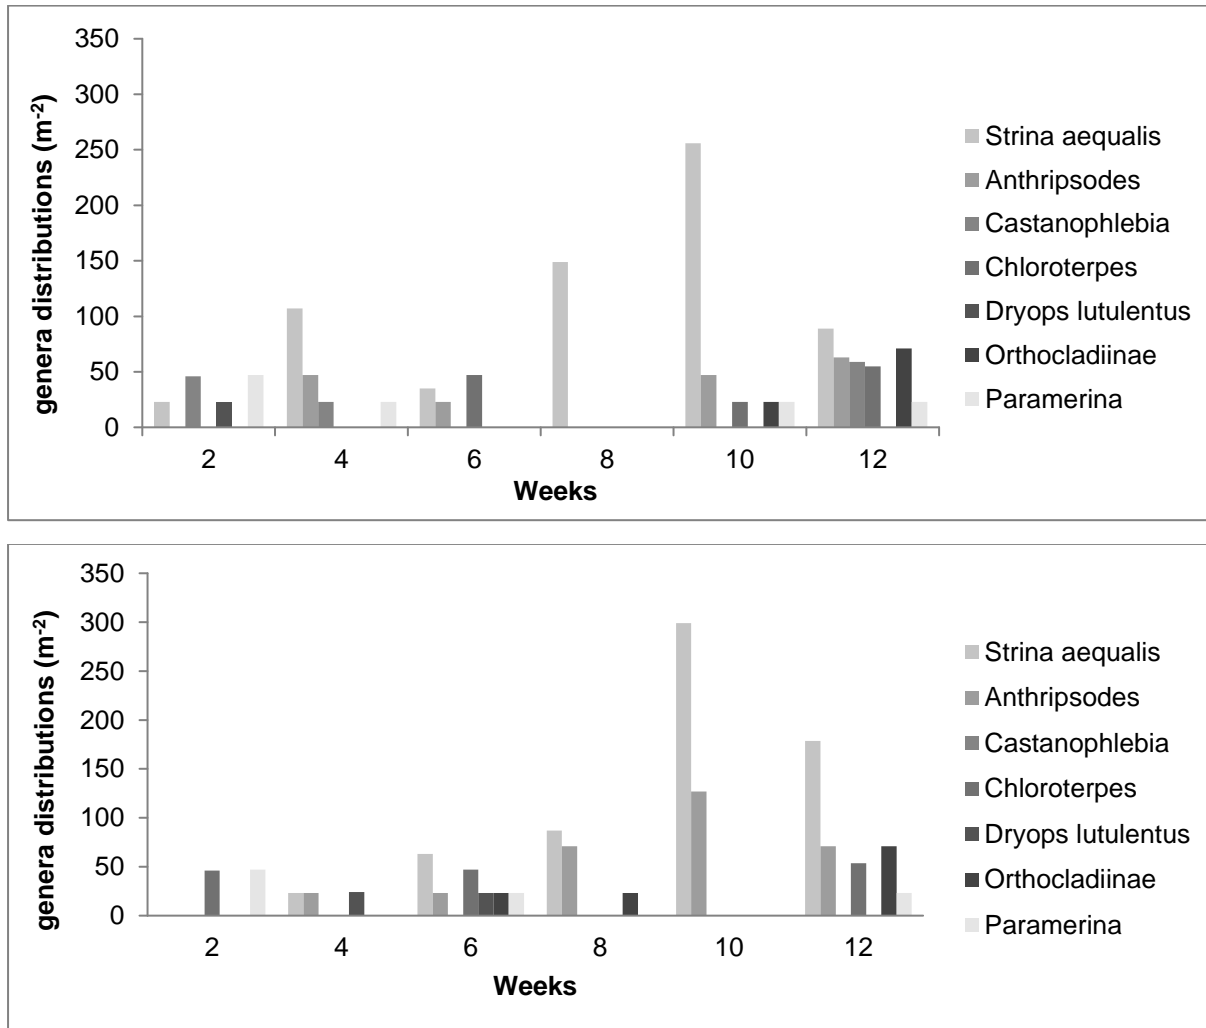 genera distributions (m-2)
350
300
250
200
150
100
50
0
2 4 6 8 10 12
Weeks
Strina aequalis
Anthripsodes
Castanophlebia
Chloroterpes
Dryops lutulentus
Orthocladiinae
Paramerina
genera distributions (m-2)
350
300
250
200
150
100
50
0
2 4 6 8 10 12
Weeks
Strina aequalis
Anthripsodes
Castanophlebia
Chloroterpes
Dryops lutulentus
Orthocladiinae
Paramerina